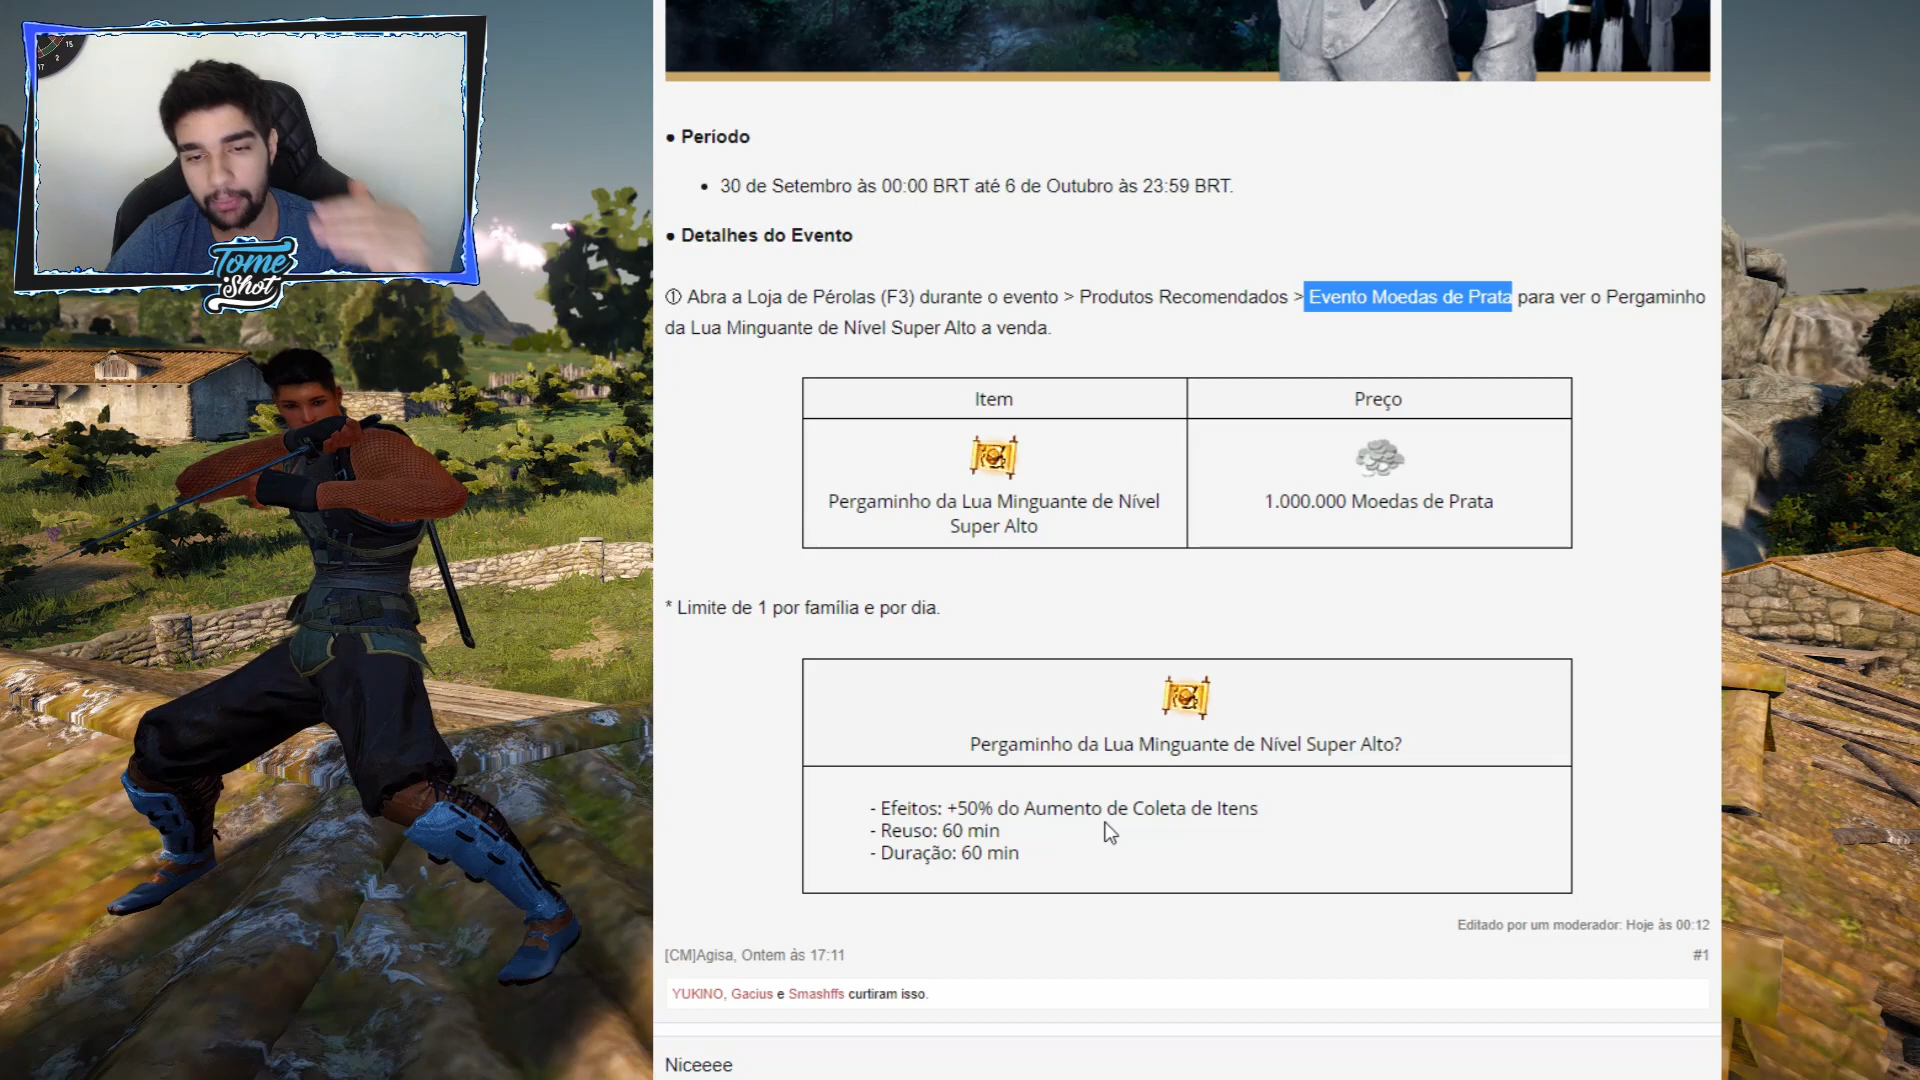 15
17
2
Tome
Shot
● Período
• 30 de Setembro às 00:00 BRT até 6 de Outubro às 23:59 BRT.
● Detalhes do Evento
① Abra a Loja de Pérolas (F3) durante o evento > Produtos Recomendados > Evento Moedas de Prata para ver o Pergaminho
da Lua Minguante de Nível Super Alto a venda.
Item
Preço
Pergaminho da Lua Minguante de Nível
Super Alto
1.000.000 Moedas de Prata
* Limite de 1 por família e por dia.
Pergaminho da Lua Minguante de Nível Super Alto?
- Efeitos: +50% do Aumento de Coleta de Itens
- Reuso: 60 min
- Duração: 60 min
Editado por um moderador: Hoje às 00:12
[CM]Agisa, Ontem às 17:11
#1
YUKINO, Gacius e Smashffs curtiram isso.
Niceeee